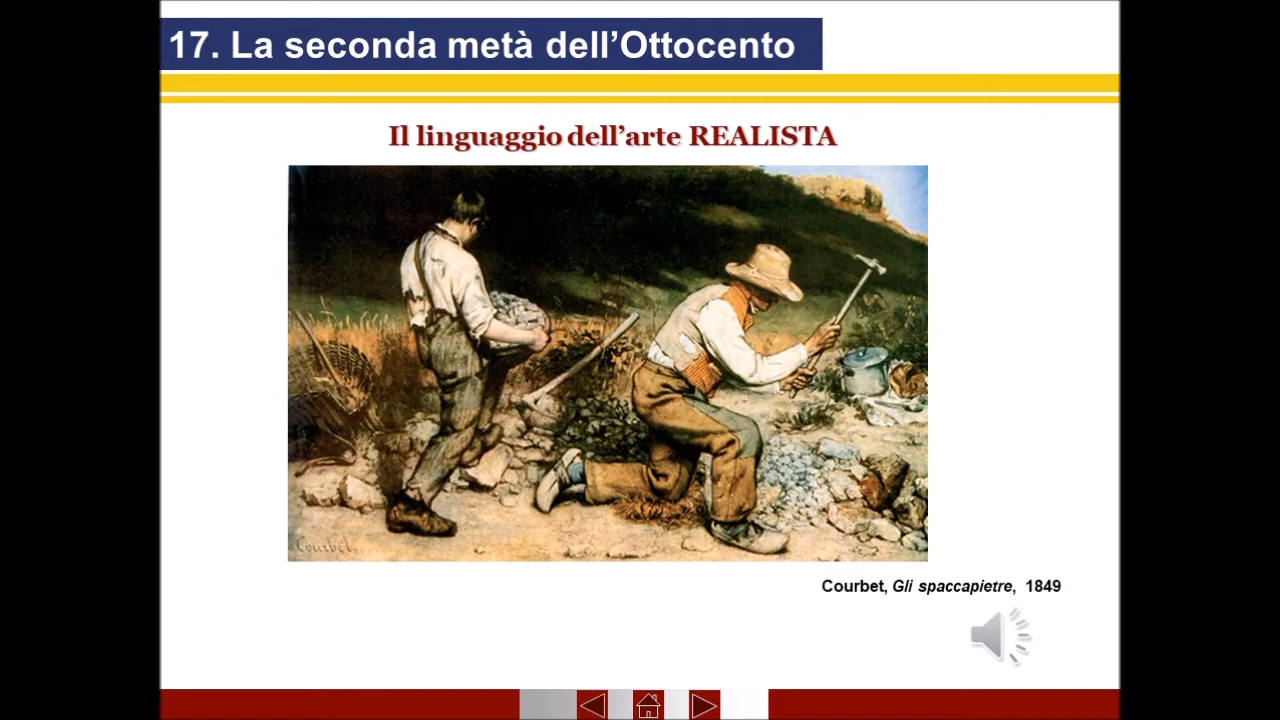 17. La seconda metà dell’Ottocento
Il linguaggio dell’arte REALISTA
Courbet
Courbet, Gli spaccapietre, 1849